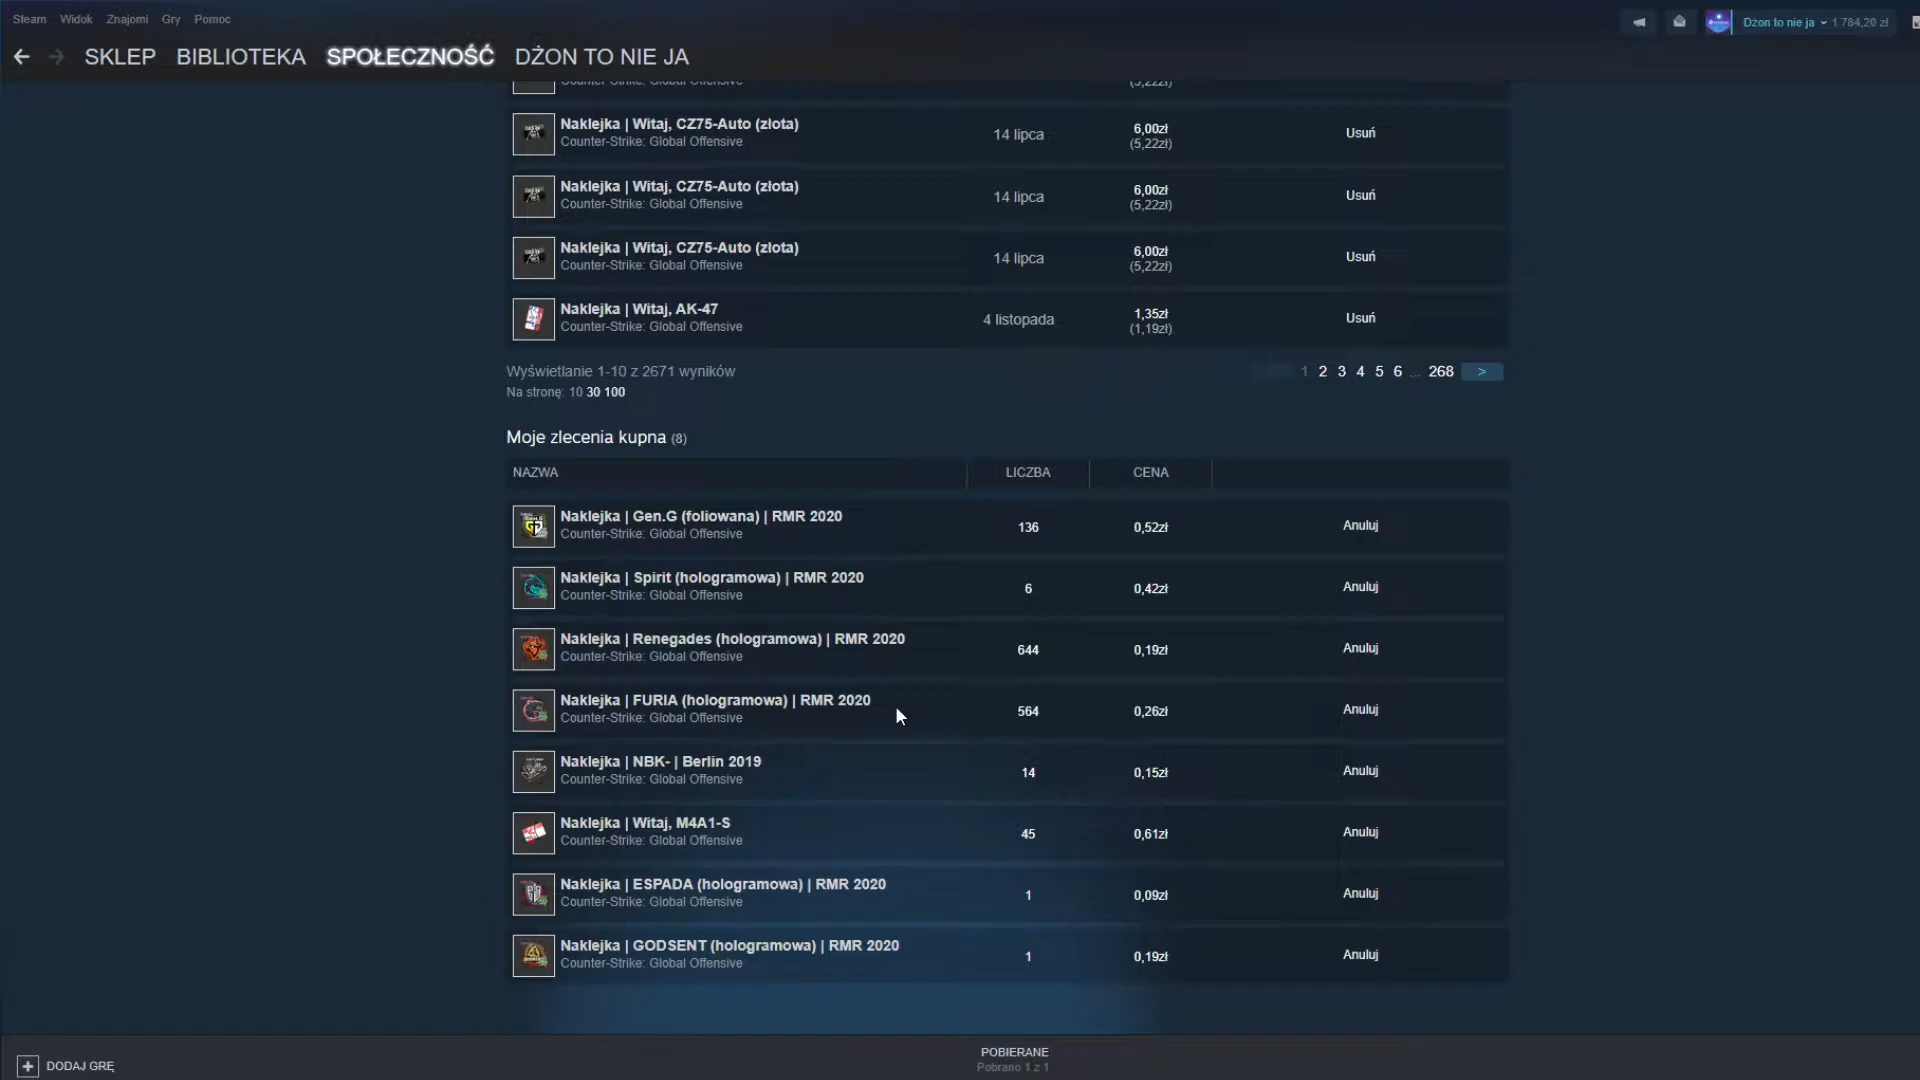 Steam Widok Znajomi Gry Pomoc
Dżon to nie ja 1 784,20 zł
SKLEP BIBLIOTEKA SPOŁECZNOŚĆ DŻON TO NIE JA
Counter-Strike: Global Offensive (5,22zł)
Naklejka | Witaj, CZ75-Auto (złota)
Counter-Strike: Global Offensive
14 lipca
6,00zł
(5,22zł)
Usuń
Naklejka | Witaj, CZ75-Auto (złota)
Counter-Strike: Global Offensive
14 lipca
6,00zł
(5,22zł)
Usuń
Naklejka | Witaj, CZ75-Auto (złota)
Counter-Strike: Global Offensive
14 lipca
6,00zł
(5,22zł)
Usuń
Naklejka | Witaj, AK-47
Counter-Strike: Global Offensive
4 listopada
1,35zł
(1,19zł)
Usuń
Wyświetlanie 1-10 z 2671 wyników
1 2 3 4 5 6 ... 268 >
Na stronę: 10 30 100
Moje zlecenia kupna (8)
NAZWA LICZBA CENA
Naklejka | Gen.G (foliowana) | RMR 2020
Counter-Strike: Global Offensive
136 0,52zł Anuluj
Naklejka | Spirit (hologramowa) | RMR 2020
Counter-Strike: Global Offensive
6 0,42zł Anuluj
Naklejka | Renegades (hologramowa) | RMR 2020
Counter-Strike: Global Offensive
644 0,19zł Anuluj
Naklejka | FURIA (hologramowa) | RMR 2020
Counter-Strike: Global Offensive
564 0,26zł Anuluj
Naklejka | NBK- | Berlin 2019
Counter-Strike: Global Offensive
14 0,15zł Anuluj
Naklejka | Witaj, M4A1-S
Counter-Strike: Global Offensive
45 0,61zł Anuluj
Naklejka | ESPADA (hologramowa) | RMR 2020
Counter-Strike: Global Offensive
1 0,09zł Anuluj
Naklejka | GODSENT (hologramowa) | RMR 2020
Counter-Strike: Global Offensive
1 0,19zł Anuluj
DODAJ GRĘ
POBIERANE
Pobrano 1 z 1